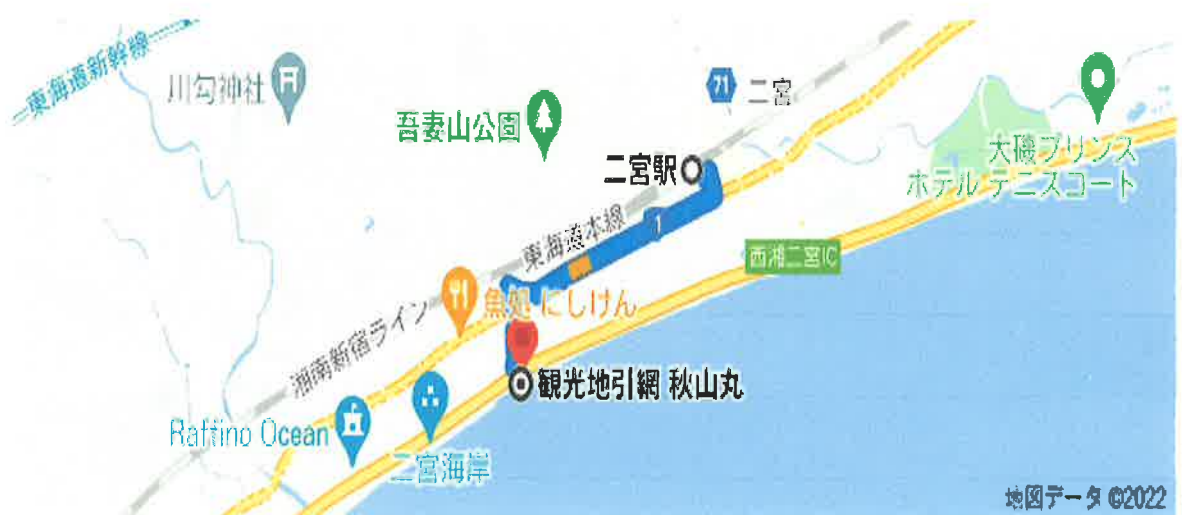 東海道新幹線
川勾神社
吾妻山公園
71
二宮
二宮駅
大磯プリンス
ホテル テニスコート
東海道本線
1
西湘二宮IC
湘南新宿ライン
魚処 にしけん
観光地引網 秋山丸
Raffino Ocean
二宮海岸
地図データ ©2022